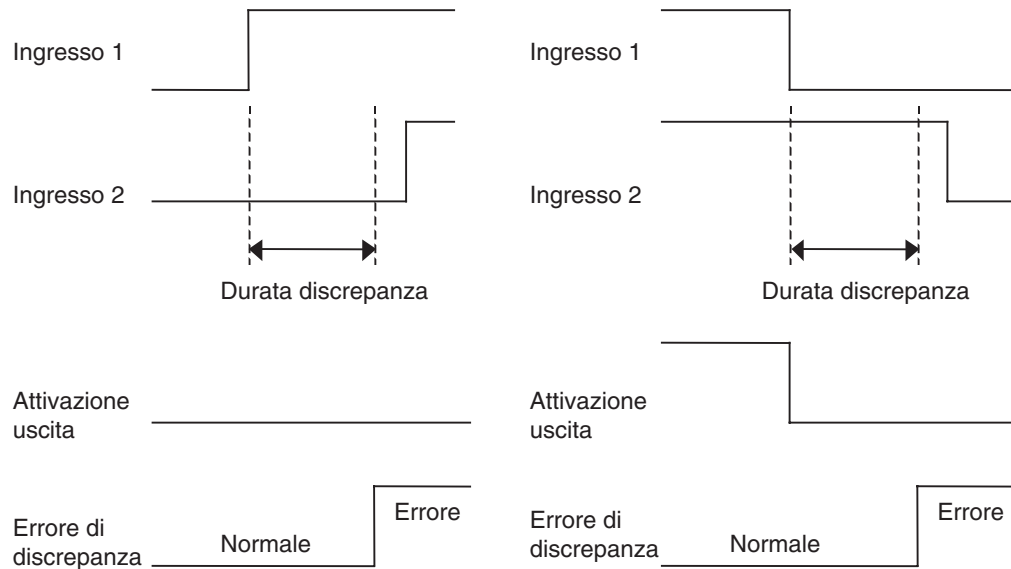 Ingresso 1
Ingresso 2
Durata discrepanza
Attivazione
uscita
Errore di
discrepanza
Normale
Errore
Ingresso 1
Ingresso 2
Durata discrepanza
Attivazione
uscita
Errore di
discrepanza
Normale
Errore